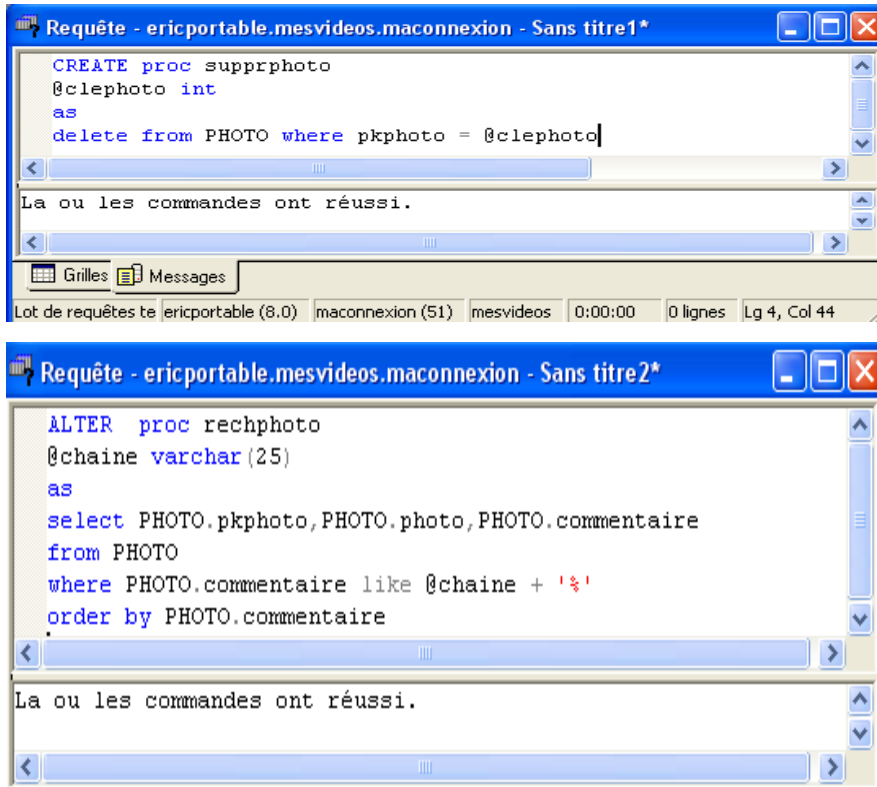 Requête - ericportable.mesvideos.maconnexion - Sans titre1*
CREATE proc supprphoto
@clephoto int
as
delete from PHOTO where pkphoto = @clephoto
La ou les commandes ont réussi.
Grilles Messages
Lot de requêtes te ericportable (8.0) maconnexion (51) mesvideos 0:00:00 0 lignes Lg 4, Col 44
Requête - ericportable.mesvideos.maconnexion - Sans titre2*
ALTER  proc rechphoto
@chaine varchar(25)
as
select PHOTO.pkphoto,PHOTO.photo,PHOTO.commentaire
from PHOTO
where PHOTO.commentaire like @chaine + '%'
order by PHOTO.commentaire
La ou les commandes ont réussi.